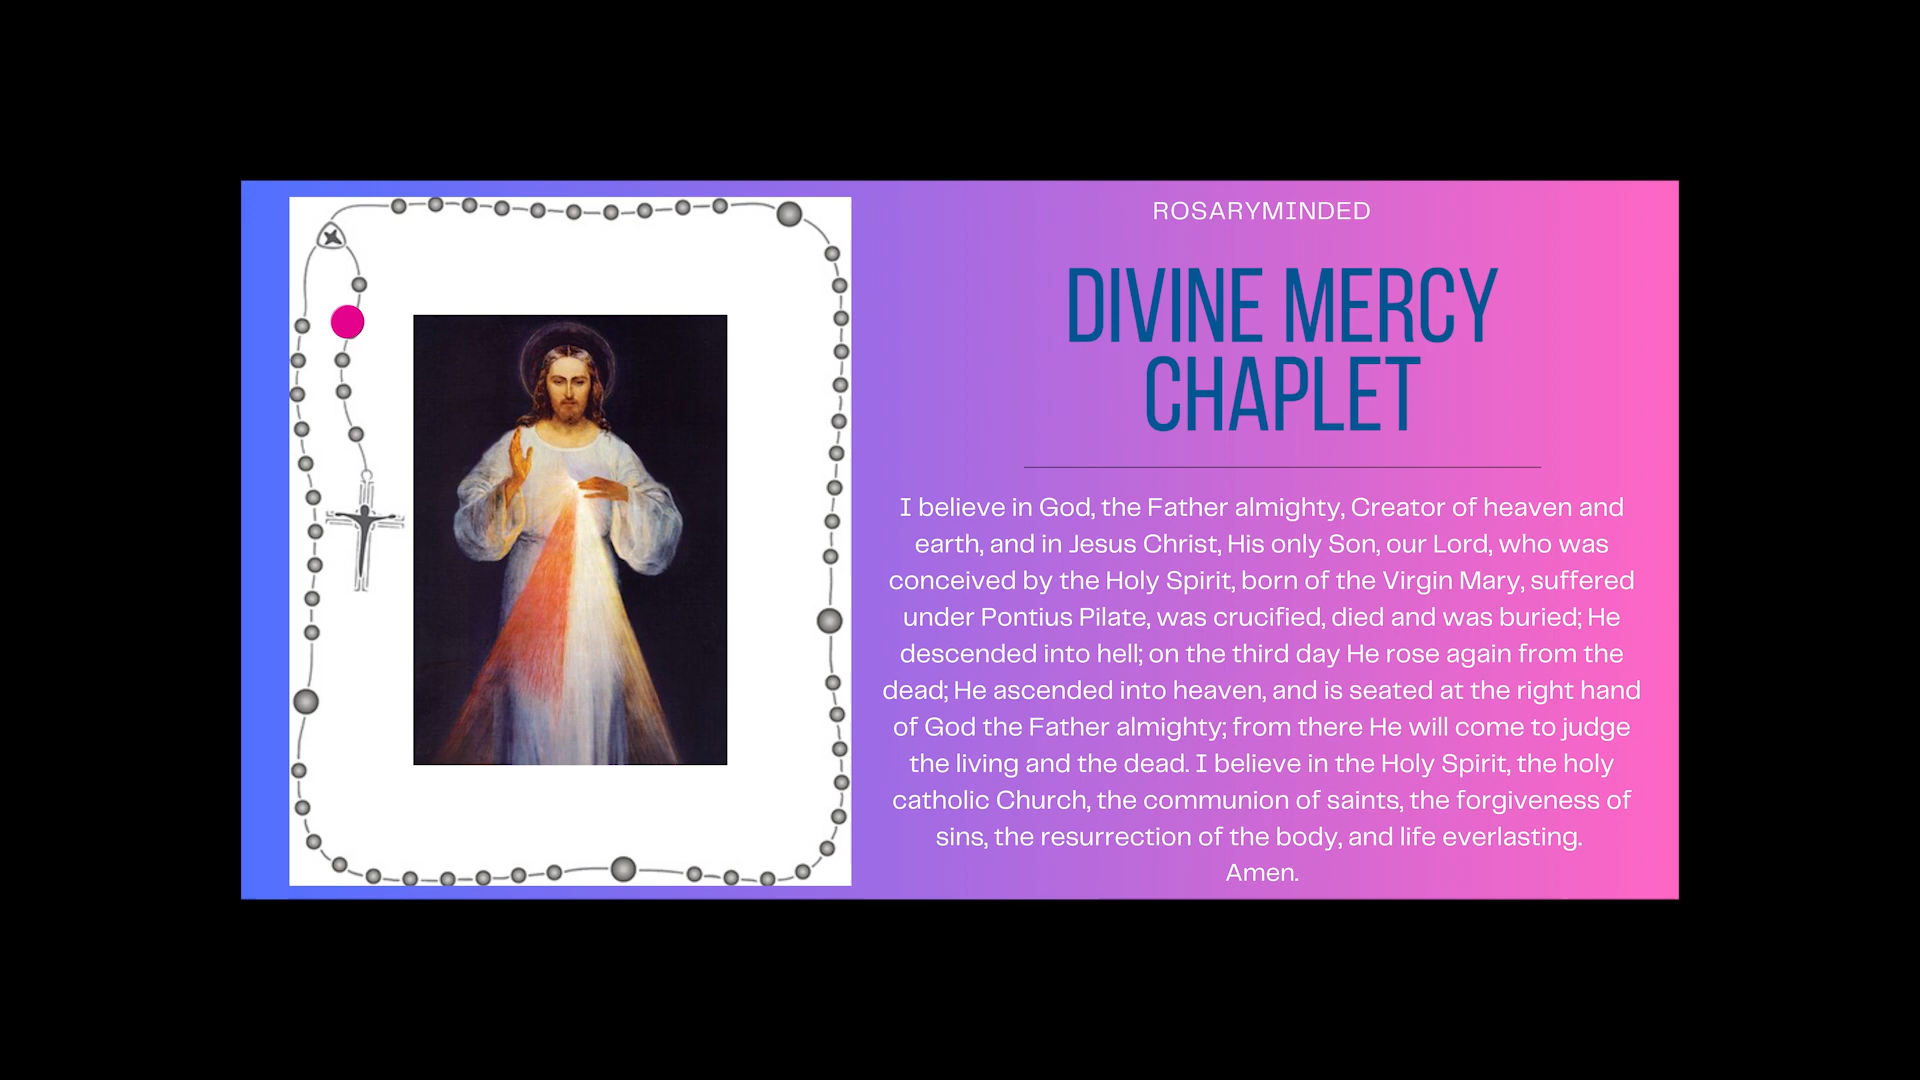 ROSARYMINDED
DIVINE MERCY
CHAPLET
I believe in God, the Father almighty, Creator of heaven and
earth, and in Jesus Christ, His only Son, our Lord, who was
conceived by the Holy Spirit, born of the Virgin Mary, suffered
under Pontius Pilate, was crucified, died and was buried; He
descended into hell; on the third day He rose again from the
dead; He ascended into heaven, and is seated at the right hand
of God the Father almighty; from there He will come to judge
the living and the dead. I believe in the Holy Spirit, the holy
catholic Church, the communion of saints, the forgiveness of
sins, the resurrection of the body, and life everlasting.
Amen.